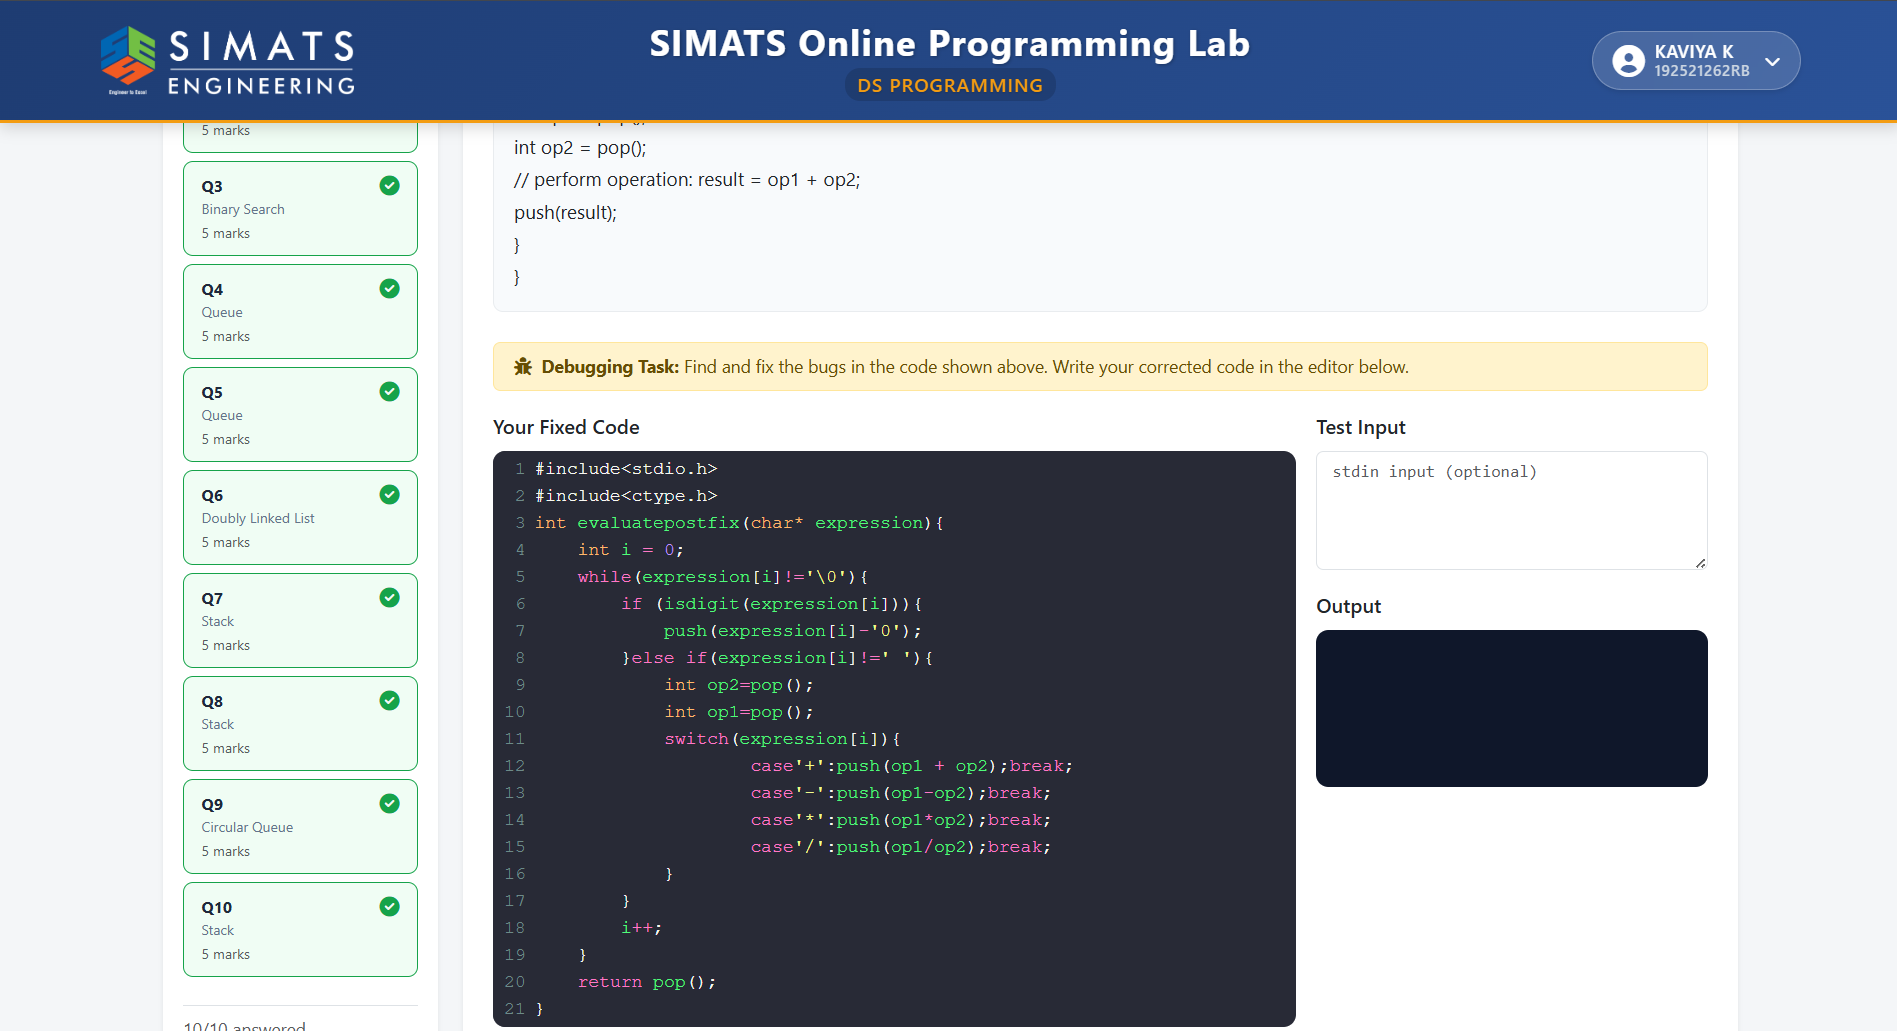 SIMATS
ENGINEERING
Engineer to Excel
SIMATS Online Programming Lab
DS PROGRAMMING
KAVIYA K
192521262RB
5 marks
Q3
Binary Search
5 marks
Q4
Queue
5 marks
Q5
Queue
5 marks
Q6
Doubly Linked List
5 marks
Q7
Stack
5 marks
Q8
Stack
5 marks
Q9
Circular Queue
5 marks
Q10
Stack
5 marks
10/10 answered
int op2 = pop();
// perform operation: result = op1 + op2;
push(result);
}
}
Debugging Task: Find and fix the bugs in the code shown above. Write your corrected code in the editor below.
Your Fixed Code
1 #include<stdio.h>
2 #include<ctype.h>
3 int evaluatepostfix(char* expression){
4 int i = 0;
5 while(expression[i]!='\0'){
6 if (isdigit(expression[i])){
7 push(expression[i]-'0');
8 }else if(expression[i]!=' '){
9 int op2=pop();
10 int op1=pop();
11 switch(expression[i]){
12 case'+':push(op1 + op2);break;
13 case'-':push(op1-op2);break;
14 case'*':push(op1*op2);break;
15 case'/':push(op1/op2);break;
16 }
17 }
18 i++;
19 }
20 return pop();
21 }
Test Input
stdin input (optional)
Output